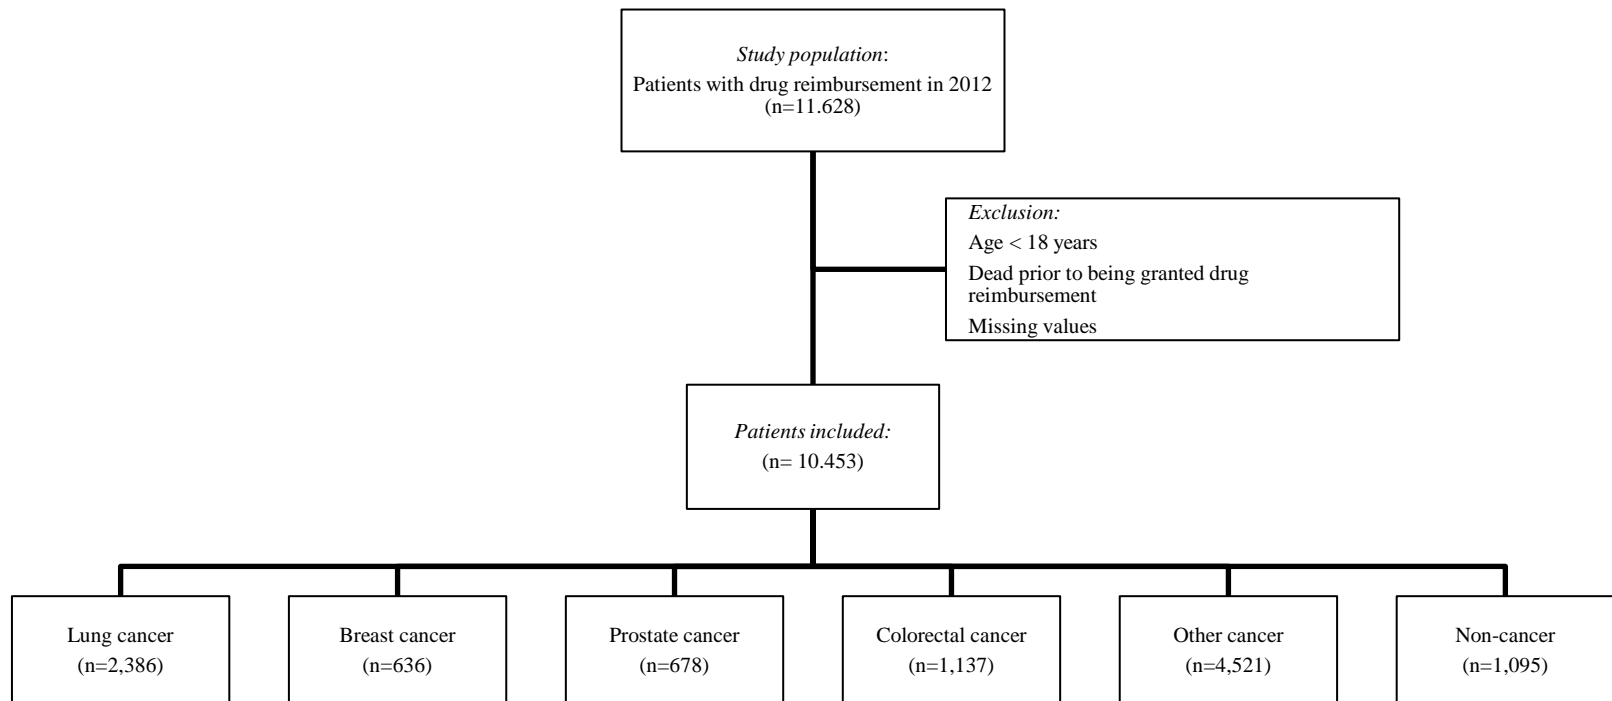 Study population:
Patients with drug reimbursement in 2012
(n=11.628)
Exclusion:
Age < 18 years
Dead prior to being granted drug
reimbursement
Missing values
Patients included:
(n= 10.453)
Lung cancer
(n=2,386)
Breast cancer
(n=636)
Prostate cancer
(n=678)
Colorectal cancer
(n=1,137)
Other cancer
(n=4,521)
Non-cancer
(n=1,095)